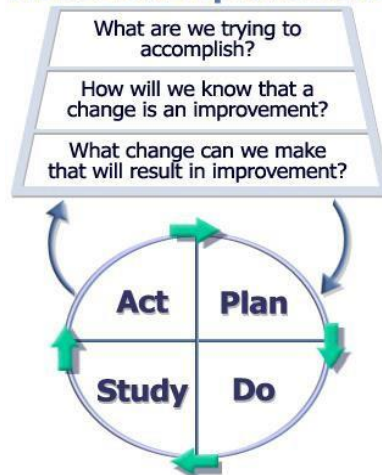 What are we trying to
accomplish?
How will we know that a
change is an improvement?
What change can we make
that will result in improvement?
Act
Plan
Study
Do